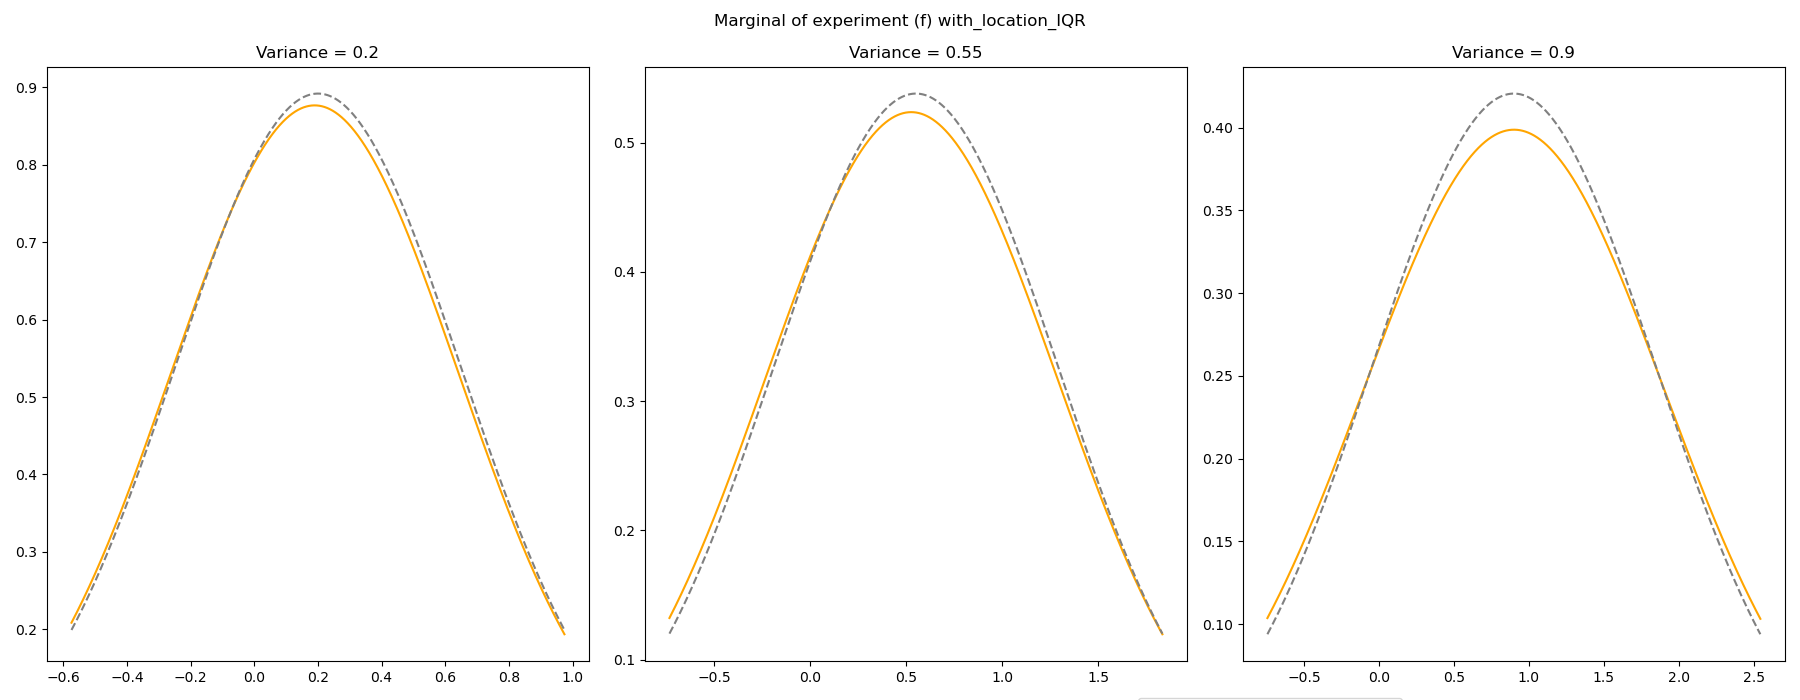 Marginal of experiment (f) with_location_IQR
Variance = 0.2
0.9
0.8
0.7
0.6
0.5
0.4
0.3
0.2
−0.6 −0.4 −0.2 0.0 0.2 0.4 0.6 0.8 1.0
Variance = 0.55
0.5
0.4
0.3
0.2
0.1
−0.5 0.0 0.5 1.0 1.5
Variance = 0.9
0.40
0.35
0.30
0.25
0.20
0.15
0.10
−0.5 0.0 0.5 1.0 1.5 2.0 2.5